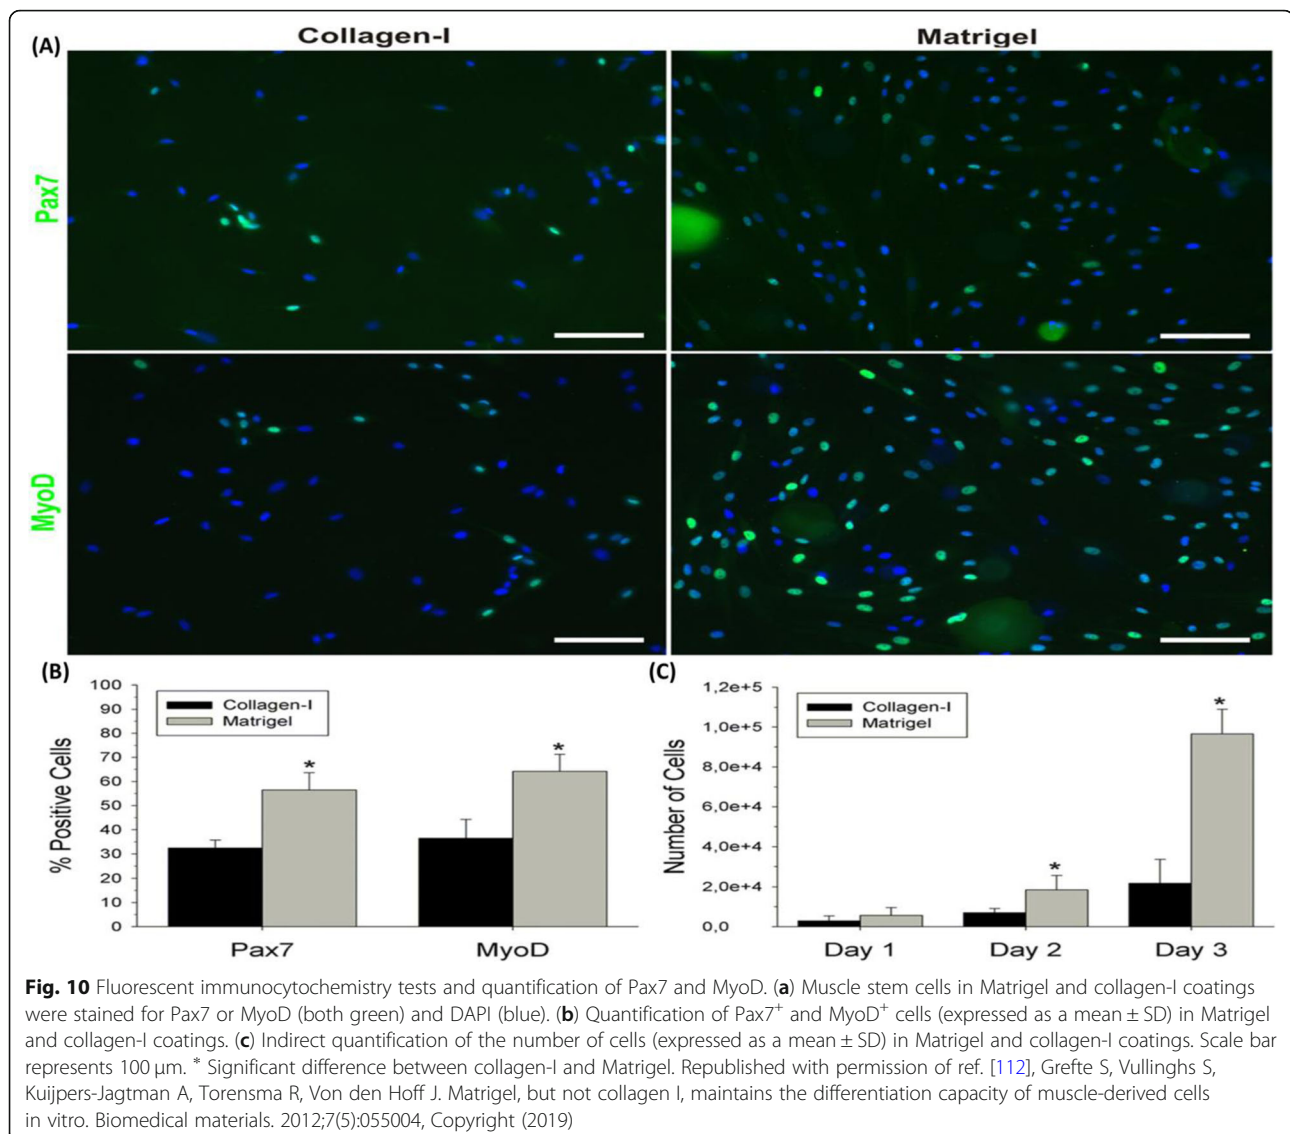 (A)
Collagen-I
Matrigel
Pax7
MyoD
(B)
100
90
80
70
60
50
40
30
20
10
0
% Positive Cells
Collagen-I
Matrigel
*
*
Pax7
MyoD
(C)
1,2e+5
1,0e+5
8,0e+4
6,0e+4
4,0e+4
2,0e+4
0,0
Number of Cells
Collagen-I
Matrigel
*
*
Day 1
Day 2
Day 3
Fig. 10 Fluorescent immunocytochemistry tests and quantification of Pax7 and MyoD. (a) Muscle stem cells in Matrigel and collagen-I coatings
were stained for Pax7 or MyoD (both green) and DAPI (blue). (b) Quantification of Pax7⁺ and MyoD⁺ cells (expressed as a mean ± SD) in Matrigel
and collagen-I coatings. (c) Indirect quantification of the number of cells (expressed as a mean ± SD) in Matrigel and collagen-I coatings. Scale bar
represents 100 μm. * Significant difference between collagen-I and Matrigel. Republished with permission of ref. [112], Grefte S, Vullinghs S,
Kuijpers-Jagtman A, Torensma R, Von den Hoff J. Matrigel, but not collagen I, maintains the differentiation capacity of muscle-derived cells
in vitro. Biomedical materials. 2012;7(5):055004, Copyright (2019)